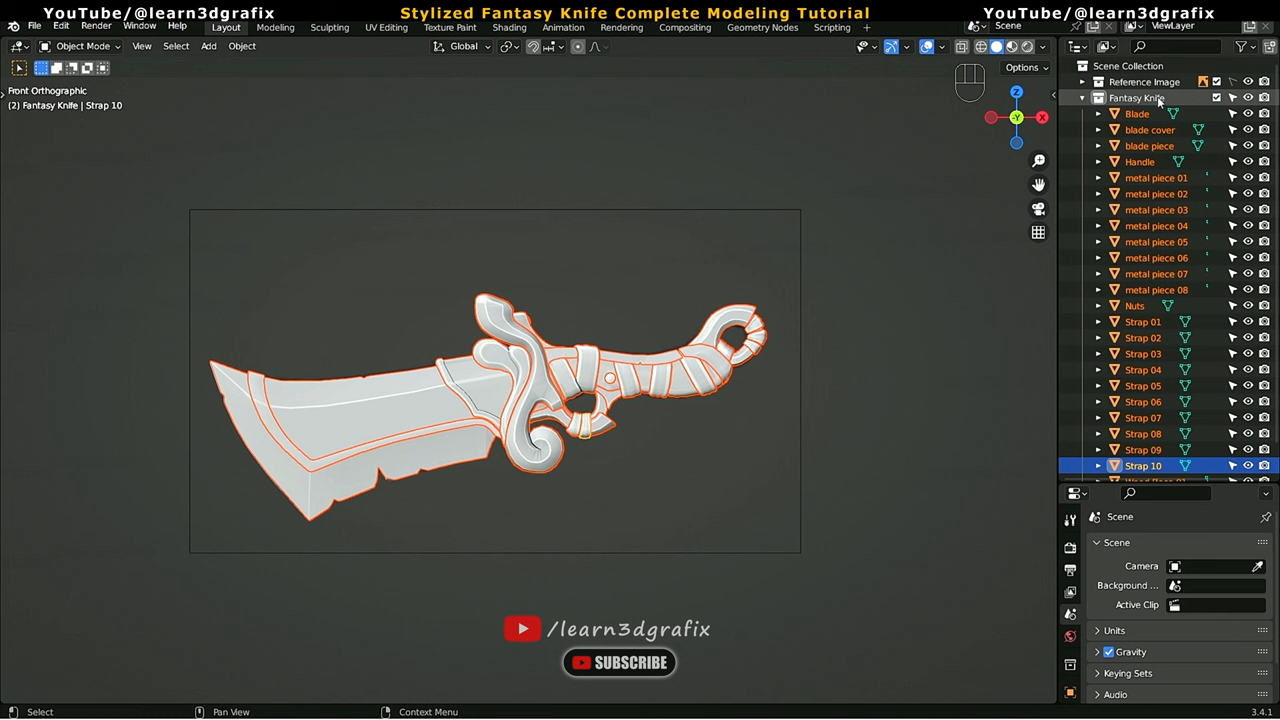 YouTube/@learn3dgrafix
Stylized Fantasy Knife Complete Modeling Tutorial
YouTube/@learn3dgrafix
File Edit Render Window Help Layout Modeling Sculpting UV Editing Texture Paint Shading Animation Rendering Compositing Geometry Nodes Scripting Scene ViewLayer
Object Mode View Select Add Object Global
Options
Front Orthographic
(2) Fantasy Knife | Strap 10
Z
-Y
X
Scene Collection
Reference Image
Fantasy Knife
Blade
blade cover
blade piece
Handle
metal piece 01
metal piece 02
metal piece 03
metal piece 04
metal piece 05
metal piece 06
metal piece 07
metal piece 08
Nuts
Strap 01
Strap 02
Strap 03
Strap 04
Strap 05
Strap 06
Strap 07
Strap 08
Strap 09
Strap 10
Scene
Scene
Camera
Background ...
Active Clip
Units
Gravity
Keying Sets
Audio
/learn3dgrafix
SUBSCRIBE
Select Pan View Context Menu 3.4.1